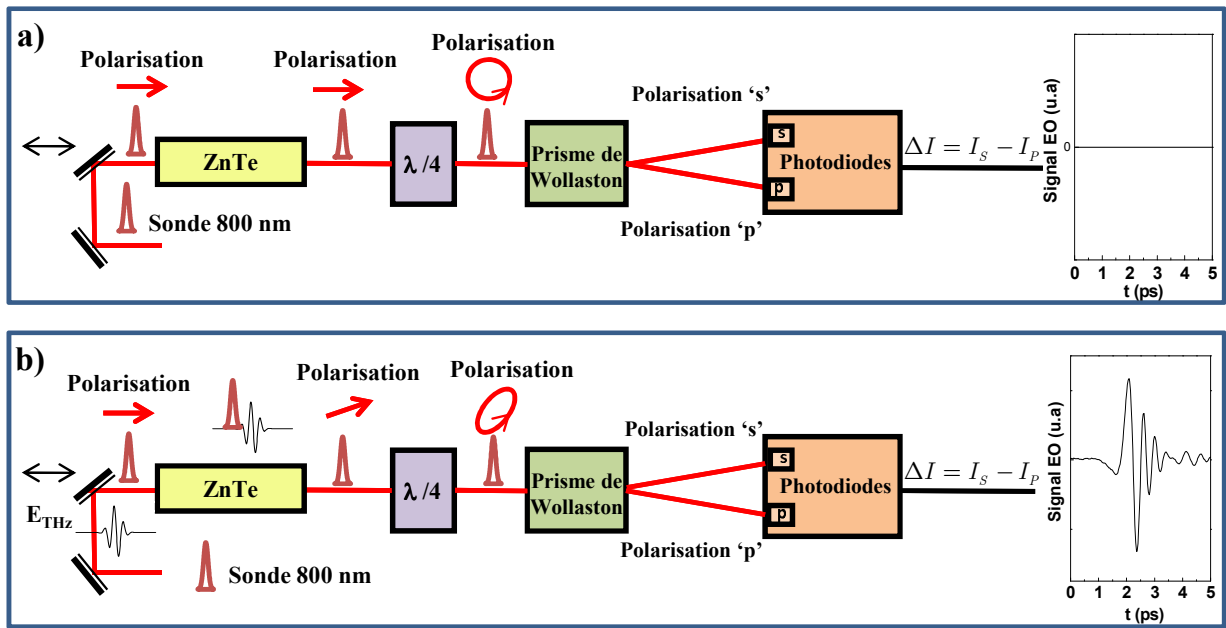 a)
Polarisation
Polarisation
Polarisation
Polarisation ‘s’
ZnTe
λ /4
Prisme de
Wollaston
s
p
Photodiodes
ΔI = I_S − I_P
Sonde 800 nm
Polarisation ‘p’
Signal EO (u.a)
0
0 1 2 3 4 5
t (ps)
b)
Polarisation
Polarisation
Polarisation
Polarisation ‘s’
ZnTe
λ /4
Prisme de
Wollaston
s
p
Photodiodes
ΔI = I_S − I_P
E_THz
Sonde 800 nm
Polarisation ‘p’
Signal EO (u.a)
0 1 2 3 4 5
t (ps)